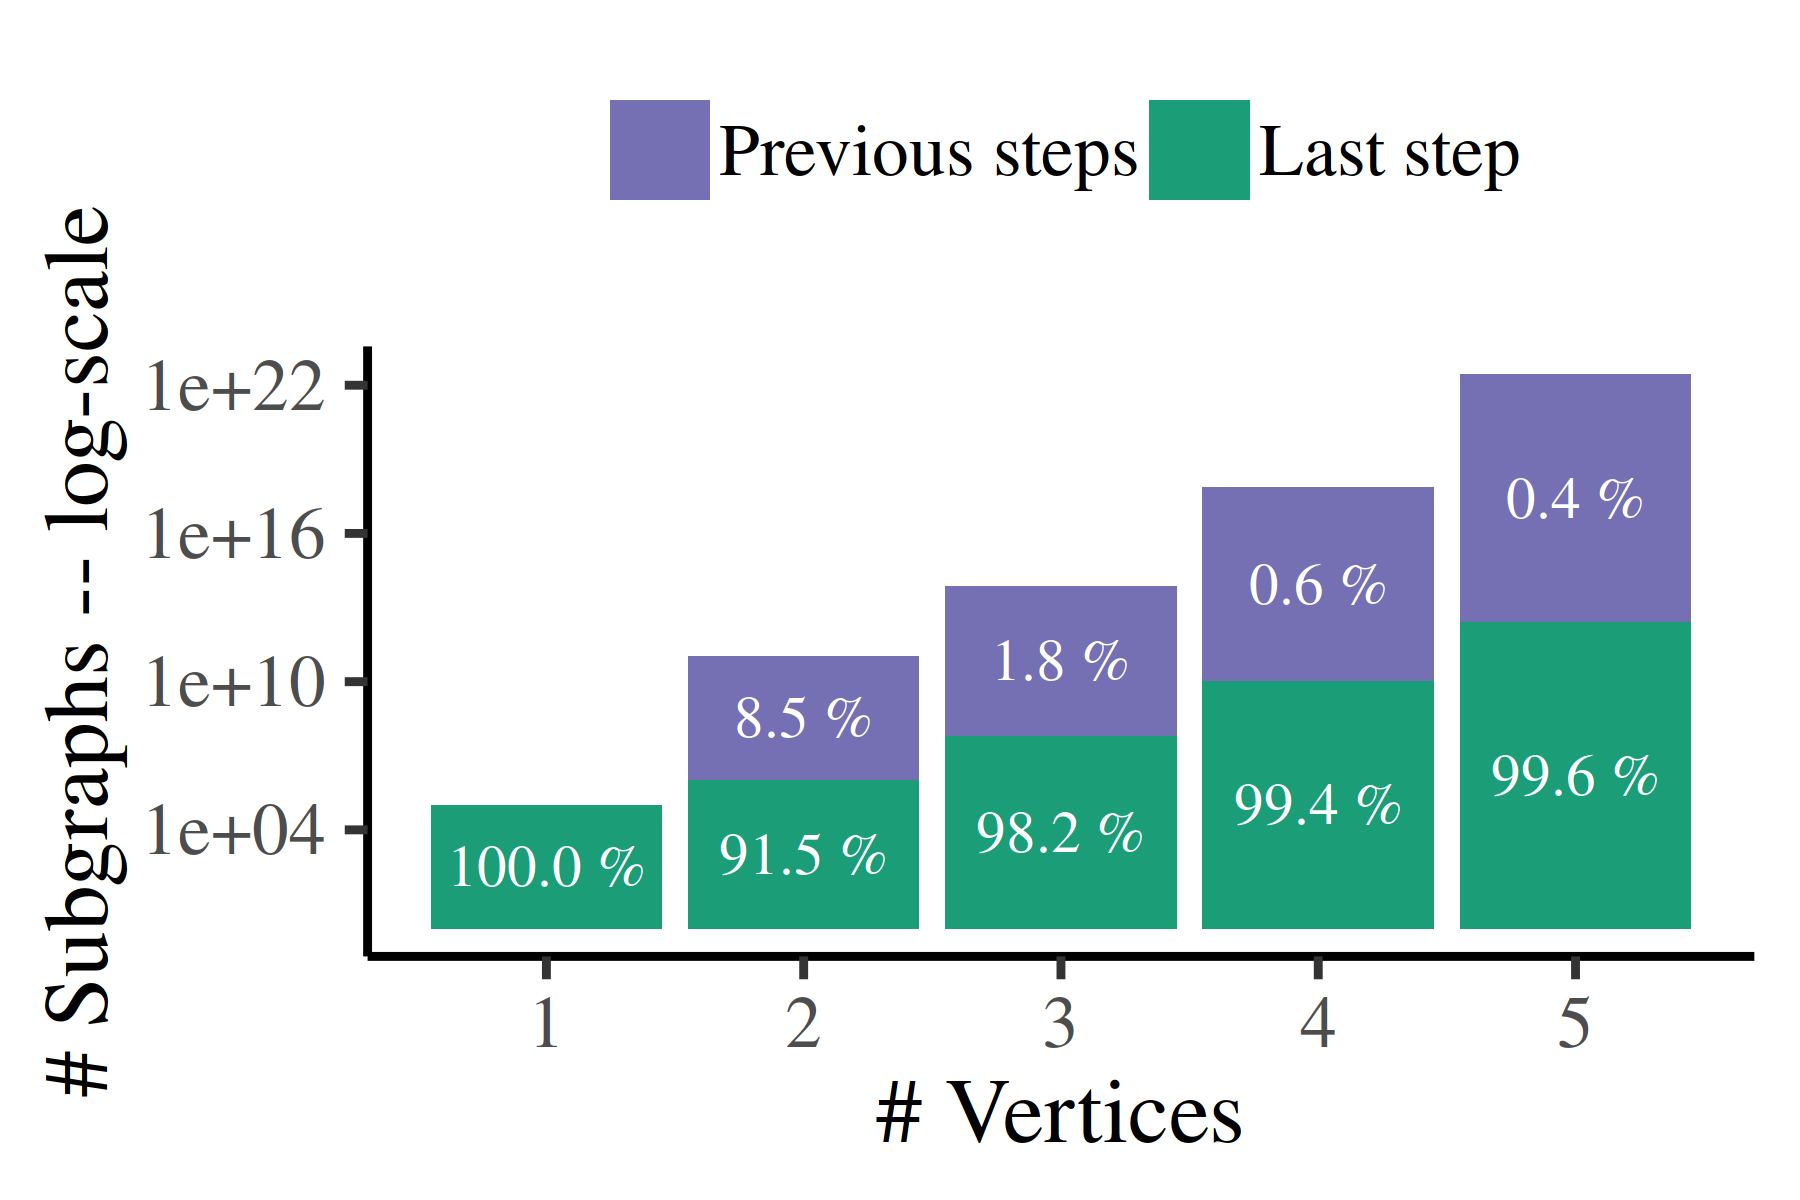 Previous steps Last step
# Subgraphs -- log-scale
1e+22
1e+16
1e+10
1e+04
0.4 %
0.6 %
1.8 %
8.5 %
99.6 %
99.4 %
98.2 %
91.5 %
100.0 %
1 2 3 4 5
# Vertices